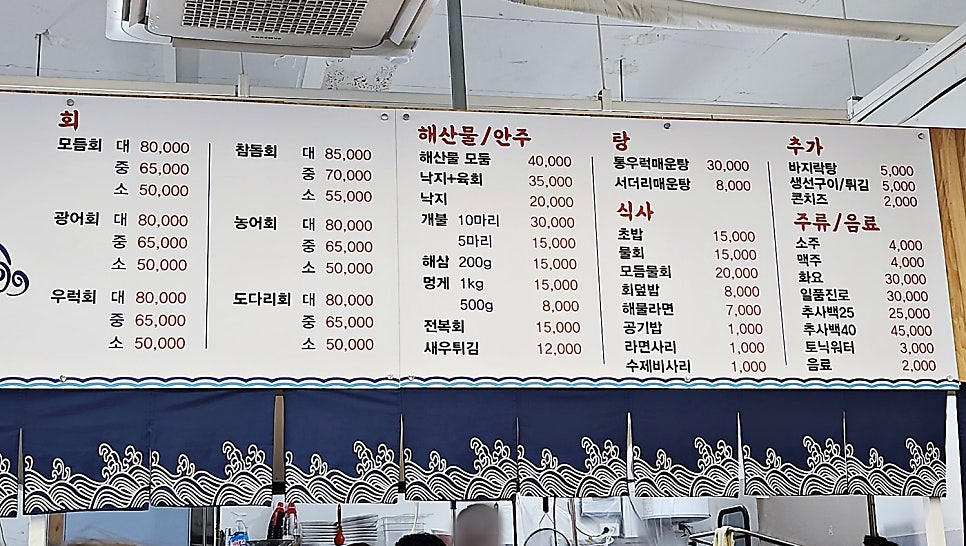 회
모듬회 대 80,000
중 65,000
소 50,000
광어회 대 80,000
중 65,000
소 50,000
우럭회 대 80,000
중 65,000
소 50,000
참돔회 대 85,000
중 70,000
소 55,000
농어회 대 80,000
중 65,000
소 50,000
도다리회 대 80,000
중 65,000
소 50,000
해산물/안주
해산물 모둠 40,000
낙지+육회 35,000
낙지 20,000
개불 10마리 30,000
5마리 15,000
해삼 200g 15,000
멍게 1kg 15,000
500g 8,000
전복회 15,000
새우튀김 12,000
탕
통우럭매운탕 30,000
서더리매운탕 8,000
식사
초밥 15,000
물회 15,000
모듬물회 20,000
회덮밥 8,000
해물라면 7,000
공기밥 1,000
라면사리 1,000
수제비사리 1,000
추가
바지락탕 5,000
생선구이/튀김 5,000
콘치즈 2,000
주류/음료
소주 4,000
맥주 4,000
화요 30,000
일품진로 30,000
추사백25 25,000
추사백40 45,000
토닉워터 3,000
음료 2,000